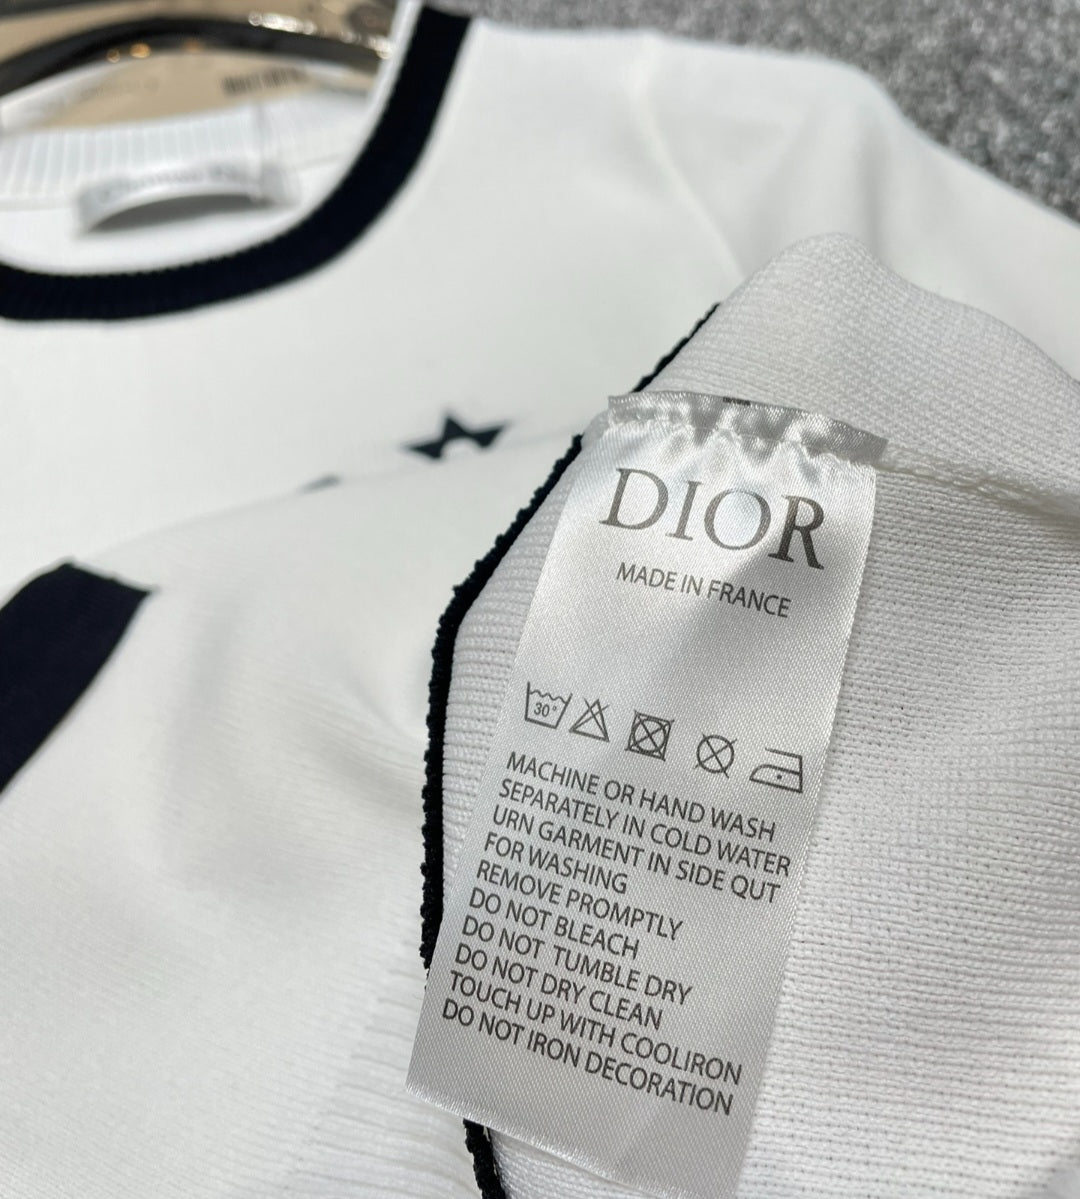 DIOR
MADE IN FRANCE
30°
MACHINE OR HAND WASH
SEPARATELY IN COLD WATER
URN GARMENT IN SIDE QUT
FOR WASHING
REMOVE PROMPTLY
DO NOT BLEACH
DO NOT TUMBLE DRY
DO NOT DRY CLEAN
TOUCH UP WITH COOLIRON
DO NOT IRON DECORATION